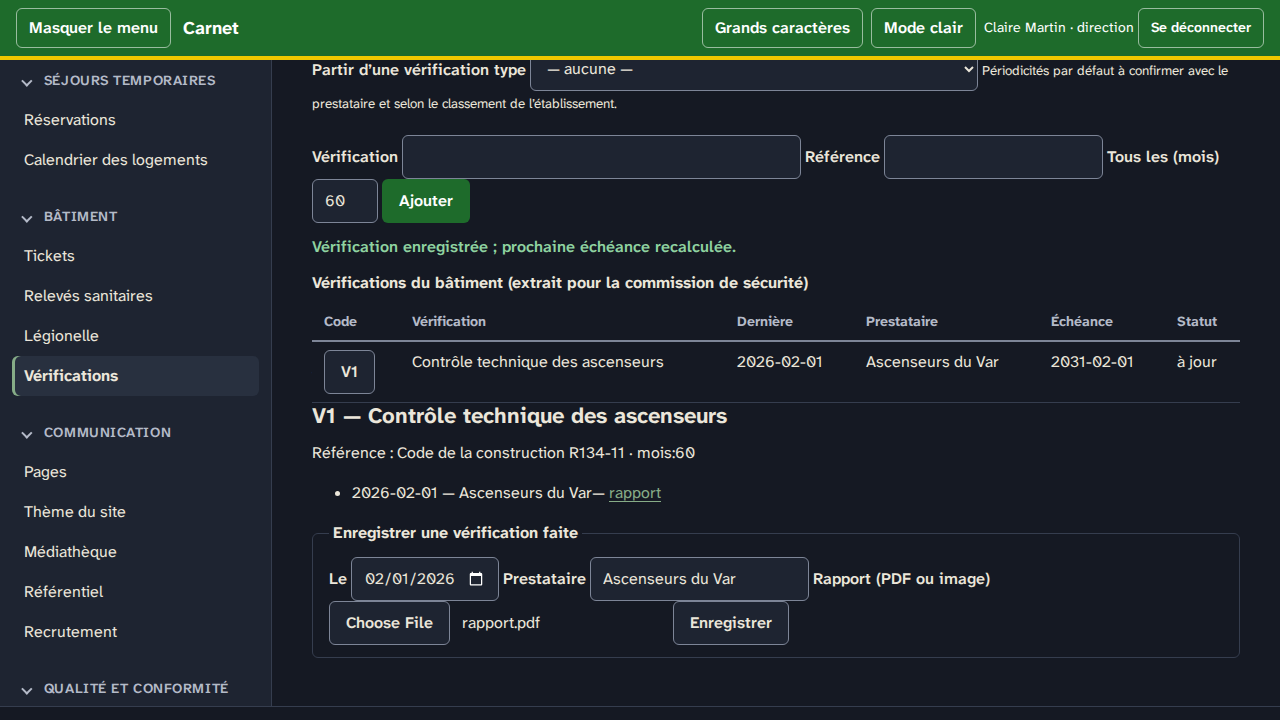 Masquer le menu Carnet Grands caractères Mode clair Claire Martin · direction Se déconnecter
SÉJOURS TEMPORAIRES
Réservations
Calendrier des logements
BÂTIMENT
Tickets
Relevés sanitaires
Légionelle
Vérifications
COMMUNICATION
Pages
Thème du site
Médiathèque
Référentiel
Recrutement
QUALITÉ ET CONFORMITÉ
Partir d'une vérification type — aucune — Périodicités par défaut à confirmer avec le
prestataire et selon le classement de l'établissement.
Vérification Référence Tous les (mois)
60 Ajouter
Vérification enregistrée ; prochaine échéance recalculée.
Vérifications du bâtiment (extrait pour la commission de sécurité)
Code Vérification Dernière Prestataire Échéance Statut
V1 Contrôle technique des ascenseurs 2026-02-01 Ascenseurs du Var 2031-02-01 à jour
V1 — Contrôle technique des ascenseurs
Référence : Code de la construction R134-11 · mois:60
2026-02-01 — Ascenseurs du Var— rapport
Enregistrer une vérification faite
Le 02/01/2026 Prestataire Ascenseurs du Var Rapport (PDF ou image)
Choose File rapport.pdf Enregistrer